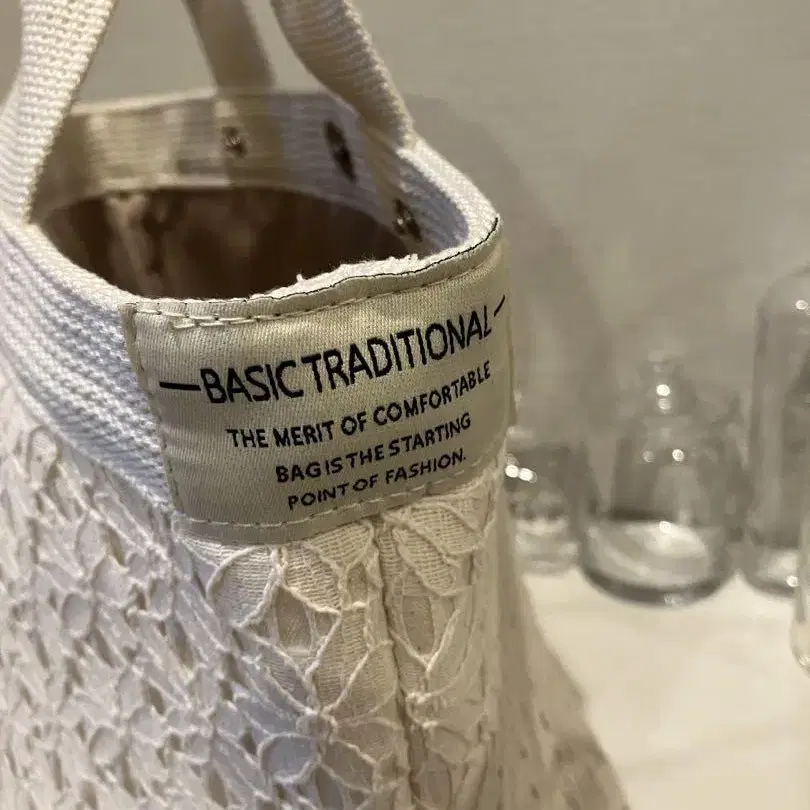 —BASIC TRADITIONAL—
THE MERIT OF COMFORTABLE
BAG IS THE STARTING
POINT OF FASHION.